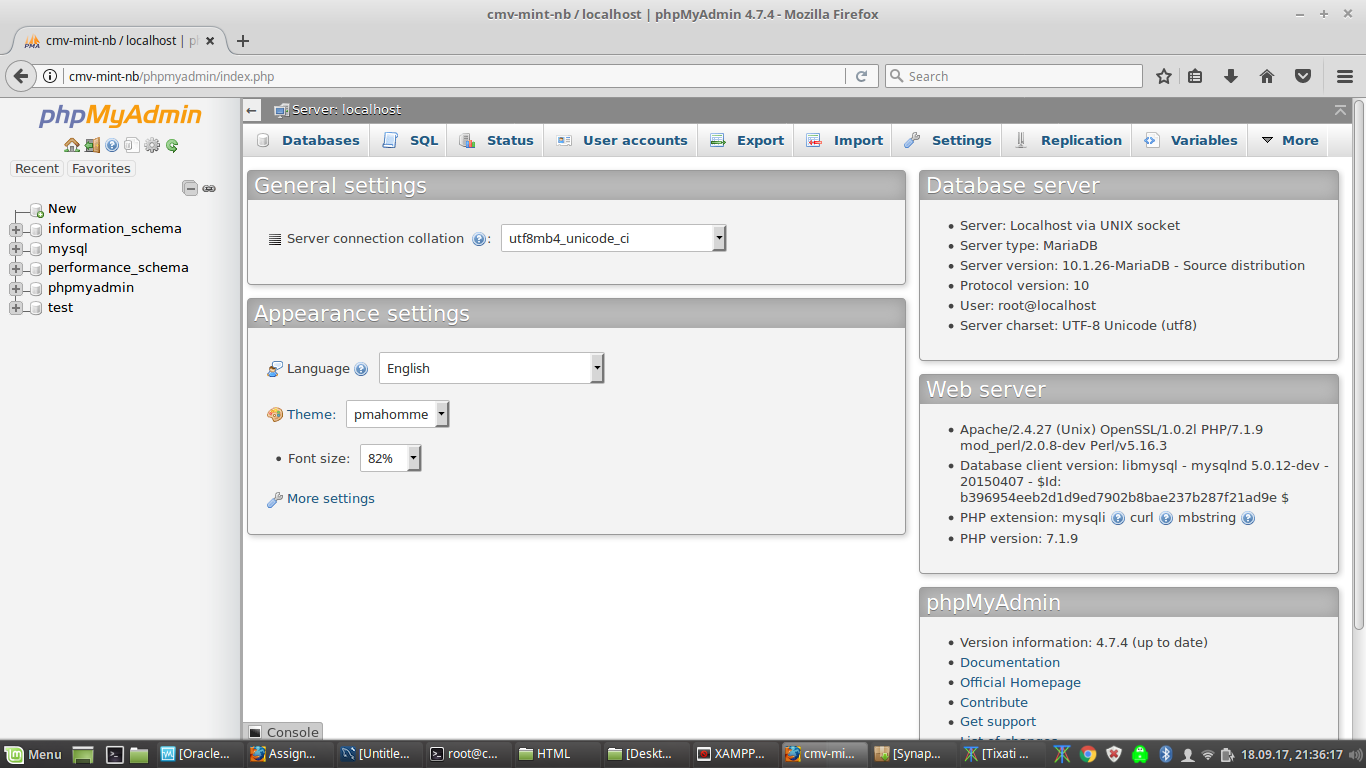 cmv-mint-nb / localhost | phpMyAdmin 4.7.4 - Mozilla Firefox
cmv-mint-nb / localhost | p
cmv-mint-nb/phpmyadmin/index.php
Search
phpMyAdmin
Recent Favorites
New
information_schema
mysql
performance_schema
phpmyadmin
test
Server: localhost
Databases SQL Status User accounts Export Import Settings Replication Variables More
General settings
Server connection collation : utf8mb4_unicode_ci
Appearance settings
Language English
Theme: pmahomme
Font size: 82%
More settings
Database server
Server: Localhost via UNIX socket
Server type: MariaDB
Server version: 10.1.26-MariaDB - Source distribution
Protocol version: 10
User: root@localhost
Server charset: UTF-8 Unicode (utf8)
Web server
Apache/2.4.27 (Unix) OpenSSL/1.0.2l PHP/7.1.9
mod_perl/2.0.8-dev Perl/v5.16.3
Database client version: libmysql - mysqlnd 5.0.12-dev -
20150407 - $Id:
b396954eeb2d1d9ed7902b8bae237b287f21ad9e $
PHP extension: mysqli curl mbstring
PHP version: 7.1.9
phpMyAdmin
Version information: 4.7.4 (up to date)
Documentation
Official Homepage
Contribute
Get support
List of changes
Console
Menu [Oracle... Assign... [Untitle... root@c... HTML [Deskt... XAMPP... cmv-mi... [Synap... [Tixati ... 18.09.17, 21:36:17